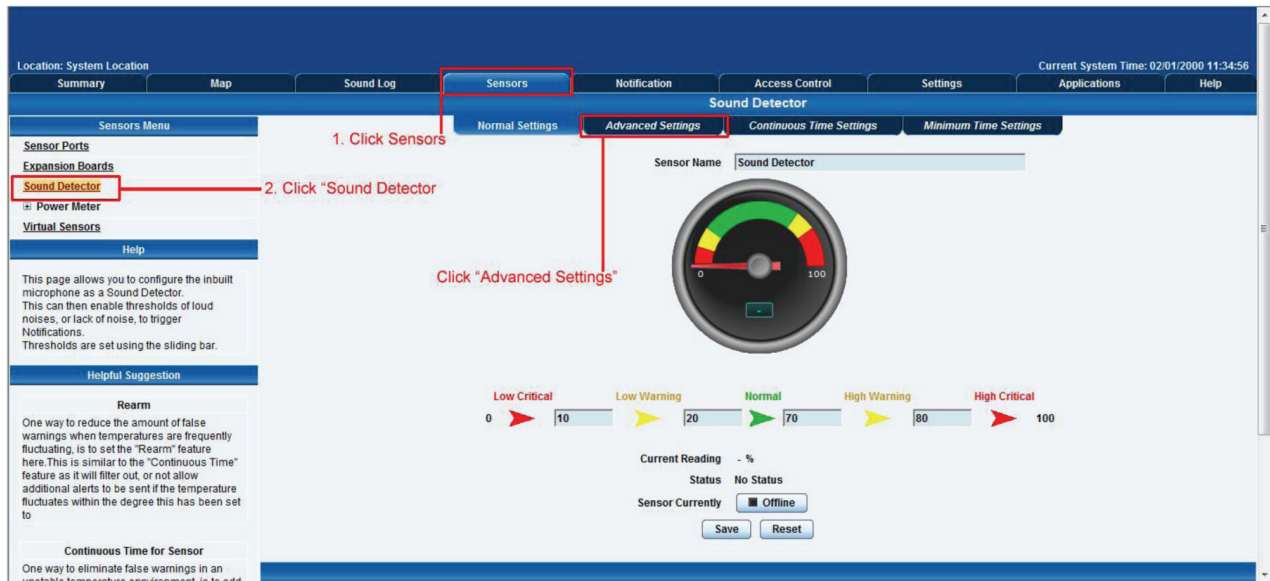 Location: System Location
Current System Time: 02/01/2000 11:34:56
Summary
Map
Sound Log
Sensors
Notification
Access Control
Settings
Applications
Help
Sound Detector
Sensors Menu
Sensor Ports
Expansion Boards
Sound Detector
Power Meter
Virtual Sensors
Help
This page allows you to configure the inbuilt
microphone as a Sound Detector.
This can then enable thresholds of loud
noises, or lack of noise, to trigger
Notifications.
Thresholds are set using the sliding bar.
Helpful Suggestion
Rearm
One way to reduce the amount of false
warnings when temperatures are frequently
fluctuating, is to set the "Rearm" feature
here.This is similar to the "Continuous Time"
feature as it will filter out, or not allow
additional alerts to be sent if the temperature
fluctuates within the degree this has been set
to
Continuous Time for Sensor
One way to eliminate false warnings in an
1. Click Sensors
2. Click “Sound Detector
Click “Advanced Settings”
Normal Settings
Advanced Settings
Continuous Time Settings
Minimum Time Settings
Sensor Name
Sound Detector
0
100
-
Low Critical
Low Warning
Normal
High Warning
High Critical
0
10
20
70
80
100
Current Reading - %
Status No Status
Sensor Currently Offline
Save
Reset